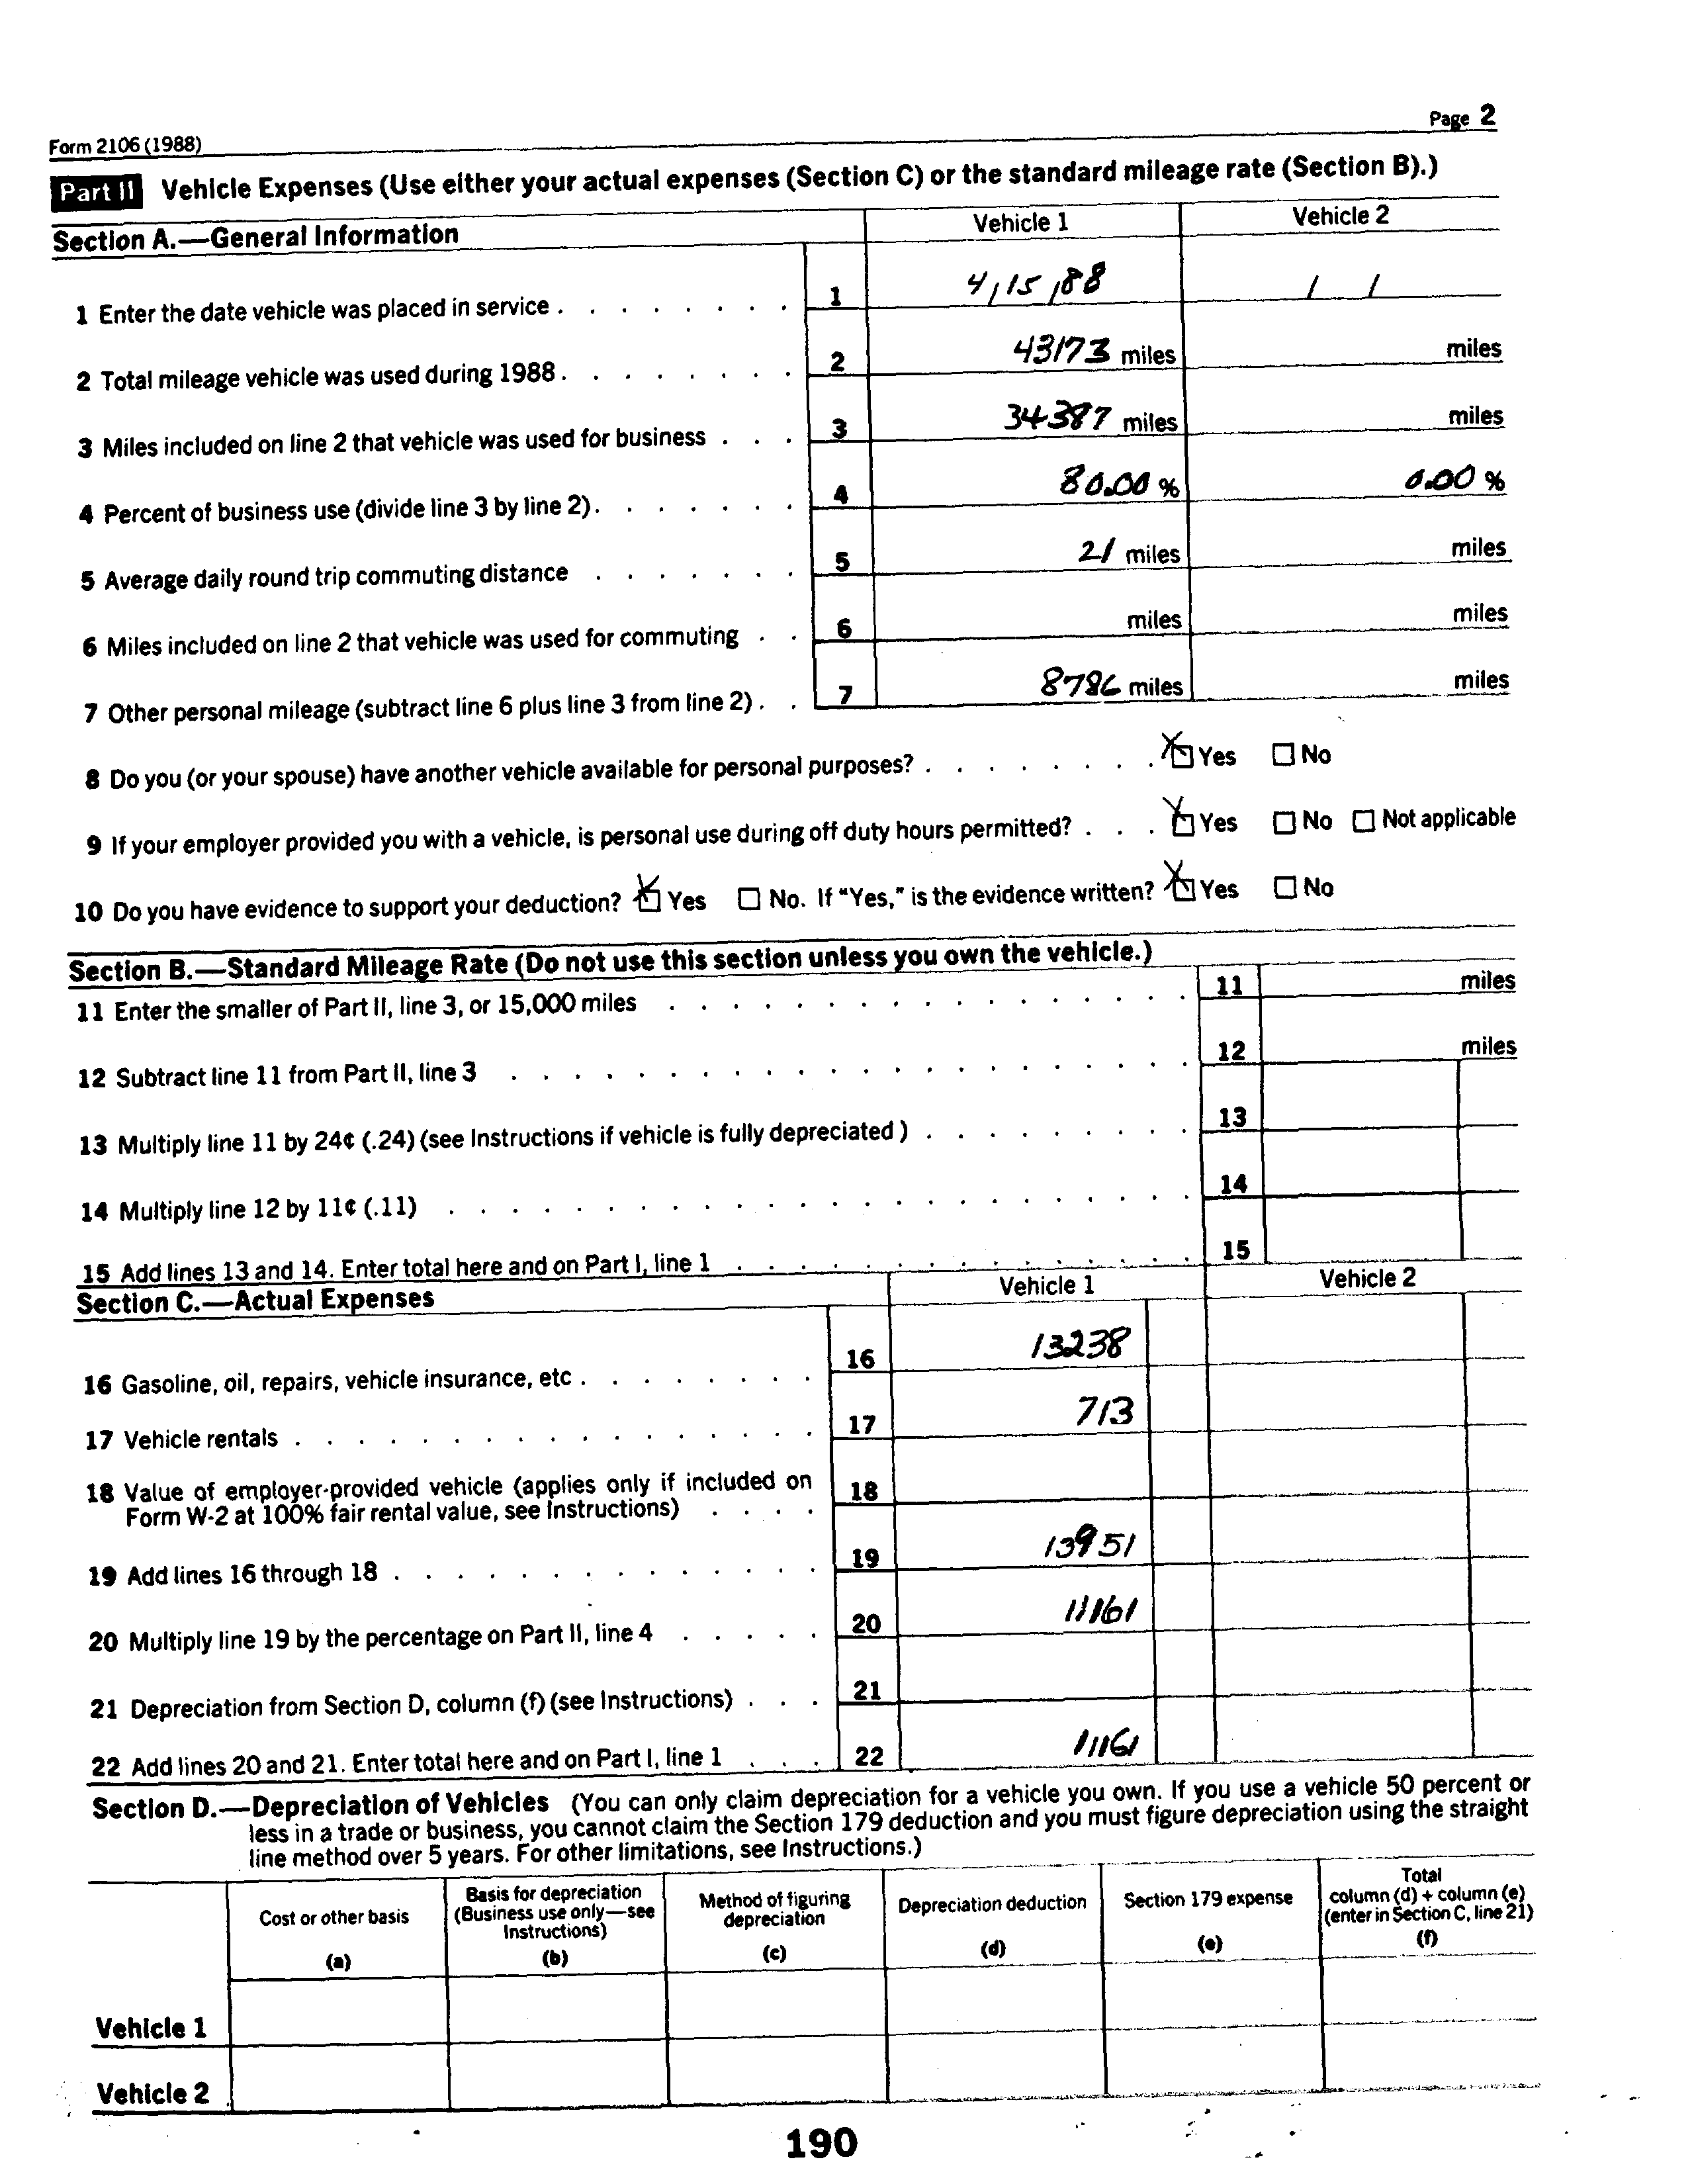 Form 2106 (1988)
Page 2
Part II Vehicle Expenses (Use either your actual expenses (Section C) or the standard mileage rate (Section B).)
Section A.—General Information
Vehicle 1
Vehicle 2
1 Enter the date vehicle was placed in service . . . . . . . . 1 4/15/88 / /
2 Total mileage vehicle was used during 1988 . . . . . . . . 2 43173 miles miles
3 Miles included on line 2 that vehicle was used for business . . . 3 34387 miles miles
4 Percent of business use (divide line 3 by line 2) . . . . . . . 4 80.00 % 0.00 %
5 Average daily round trip commuting distance . . . . . . . 5 21 miles miles
6 Miles included on line 2 that vehicle was used for commuting . . 6 miles miles
7 Other personal mileage (subtract line 6 plus line 3 from line 2) . . 7 8786 miles miles
8 Do you (or your spouse) have another vehicle available for personal purposes? . . . . . . . . X Yes ☐ No
9 If your employer provided you with a vehicle, is personal use during off duty hours permitted? . . . X Yes ☐ No ☐ Not applicable
10 Do you have evidence to support your deduction? X Yes ☐ No. If "Yes," is the evidence written? X Yes ☐ No
Section B.—Standard Mileage Rate (Do not use this section unless you own the vehicle.)
11 Enter the smaller of Part II, line 3, or 15,000 miles . . . . . . . . . . . . . . . . . 11 miles
12 Subtract line 11 from Part II, line 3 . . . . . . . . . . . . . . . . . . . . . . 12 miles
13 Multiply line 11 by 24¢ (.24) (see Instructions if vehicle is fully depreciated) . . . . . . . . . 13
14 Multiply line 12 by 11¢ (.11) . . . . . . . . . . . . . . . . . . . . . . . . 14
15 Add lines 13 and 14. Enter total here and on Part I, line 1 . . . . . . . . . . . . . . . 15
Section C.—Actual Expenses
Vehicle 1
Vehicle 2
16 Gasoline, oil, repairs, vehicle insurance, etc . . . . . . . . 16 13238
17 Vehicle rentals . . . . . . . . . . . . . . . . . 17 713
18 Value of employer-provided vehicle (applies only if included on
Form W-2 at 100% fair rental value, see Instructions) . . . . 18
19 Add lines 16 through 18 . . . . . . . . . . . . . . 19 13951
20 Multiply line 19 by the percentage on Part II, line 4 . . . . . 20 11161
21 Depreciation from Section D, column (f) (see Instructions) . . . 21
22 Add lines 20 and 21. Enter total here and on Part I, line 1 . . . 22 11161
Section D.—Depreciation of Vehicles (You can only claim depreciation for a vehicle you own. If you use a vehicle 50 percent or
less in a trade or business, you cannot claim the Section 179 deduction and you must figure depreciation using the straight
line method over 5 years. For other limitations, see Instructions.)
Cost or other basis
(a)
Basis for depreciation
(Business use only—see
Instructions)
(b)
Method of figuring
depreciation
(c)
Depreciation deduction
(d)
Section 179 expense
(e)
Total
column (d) + column (e)
(enter in Section C, line 21)
(f)
Vehicle 1
Vehicle 2
190